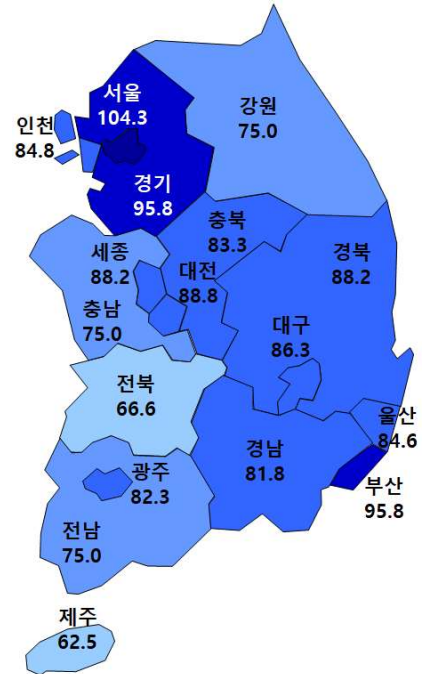 서울
104.3
강원
75.0
인천
84.8
경기
95.8
충북
83.3
세종
88.2
대전
88.8
경북
88.2
충남
75.0
대구
86.3
전북
66.6
울산
84.6
경남
81.8
광주
82.3
부산
95.8
전남
75.0
제주
62.5